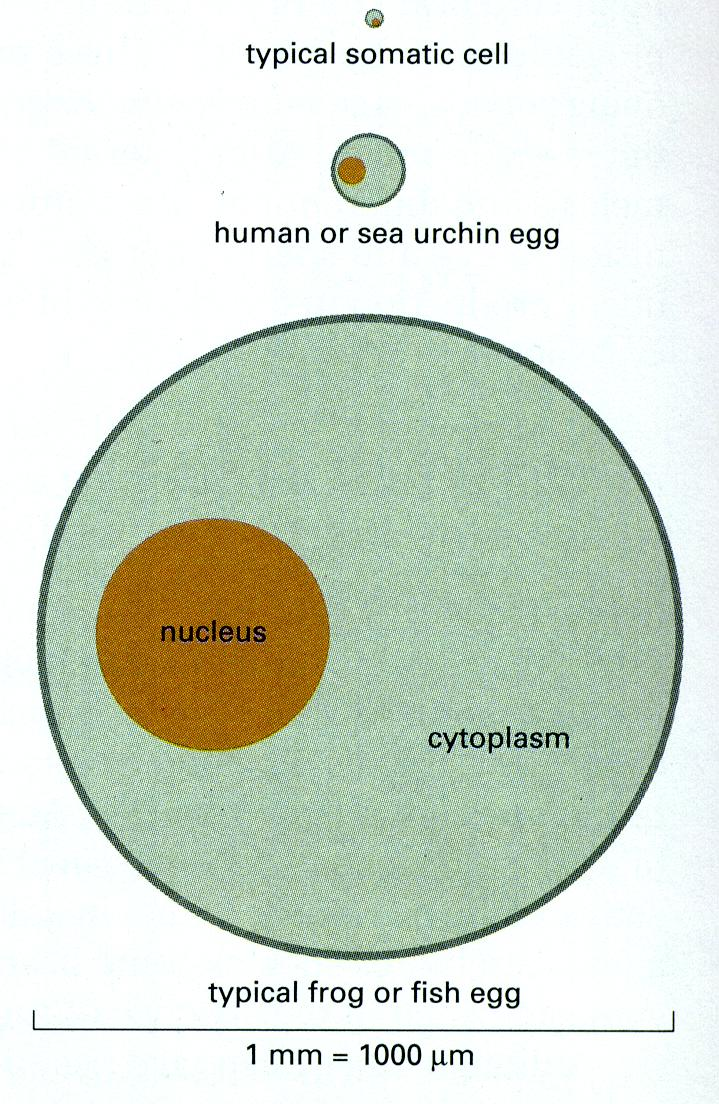 typical somatic cell
human or sea urchin egg
nucleus
cytoplasm
typical frog or fish egg
1 mm = 1000 μm